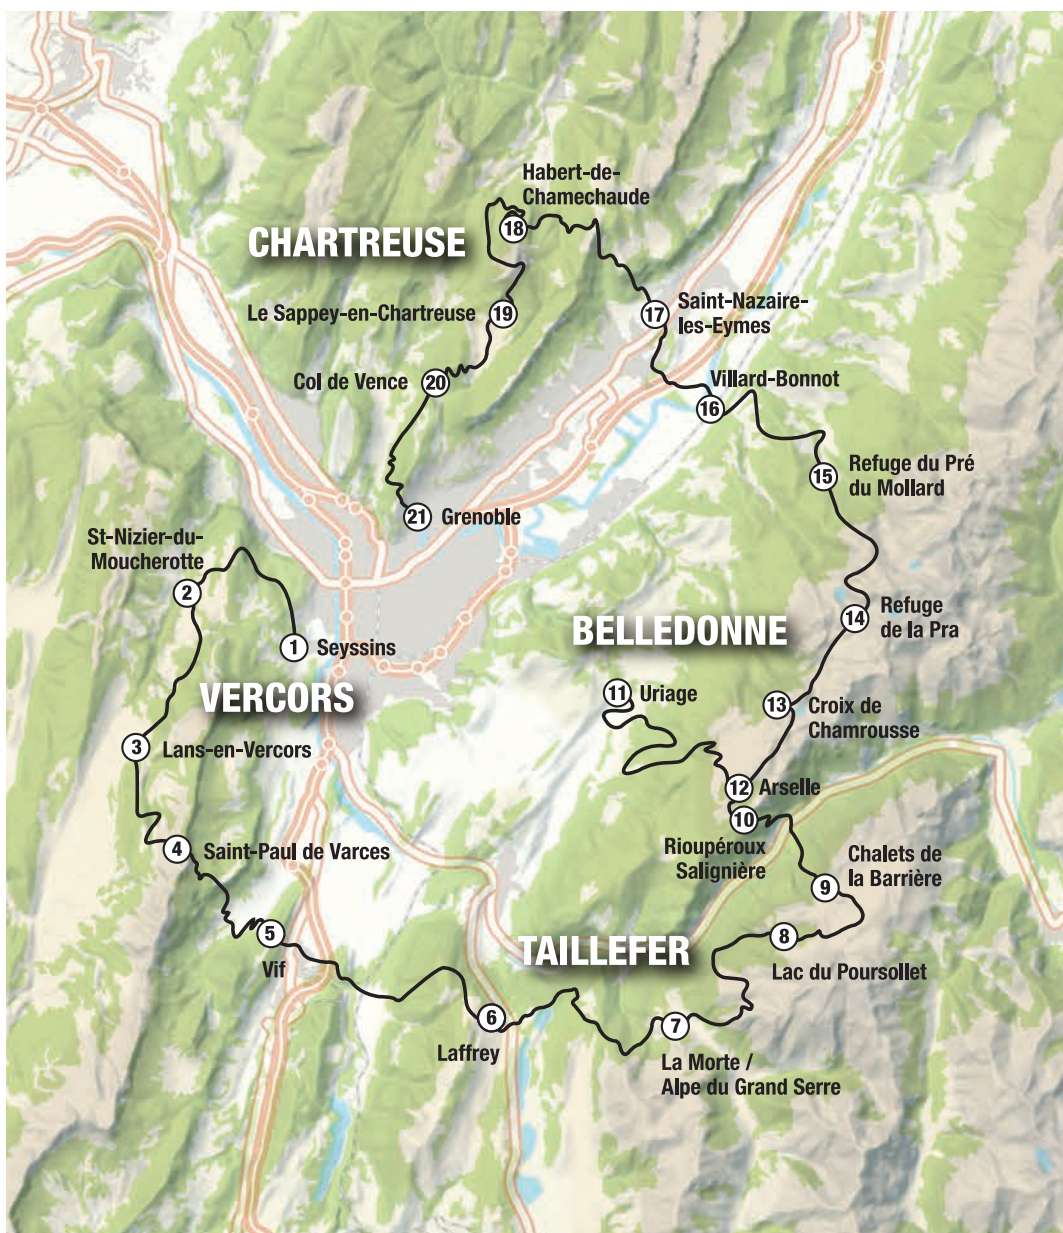 Habert-de-
Chamechaude
18
CHARTREUSE
Le Sappey-en-Chartreuse
19
17
Saint-Nazaire-
les-Eymes
Col de Vence
20
Villard-Bonnot
16
15
Refuge du Pré
du Mollard
21
Grenoble
St-Nizier-du-
Moucherotte
2
14
Refuge
de la Pra
BELLEDONNE
1
Seyssins
11
Uriage
VERCORS
13
Croix de
Chamrousse
3
Lans-en-Vercors
12
Arselle
10
Rioupéroux
Salignière
4
Saint-Paul de Varces
Chalets de
la Barrière
9
5
Vif
8
Lac du Poursollet
TAILLEFER
6
Laffrey
7
La Morte /
Alpe du Grand Serre